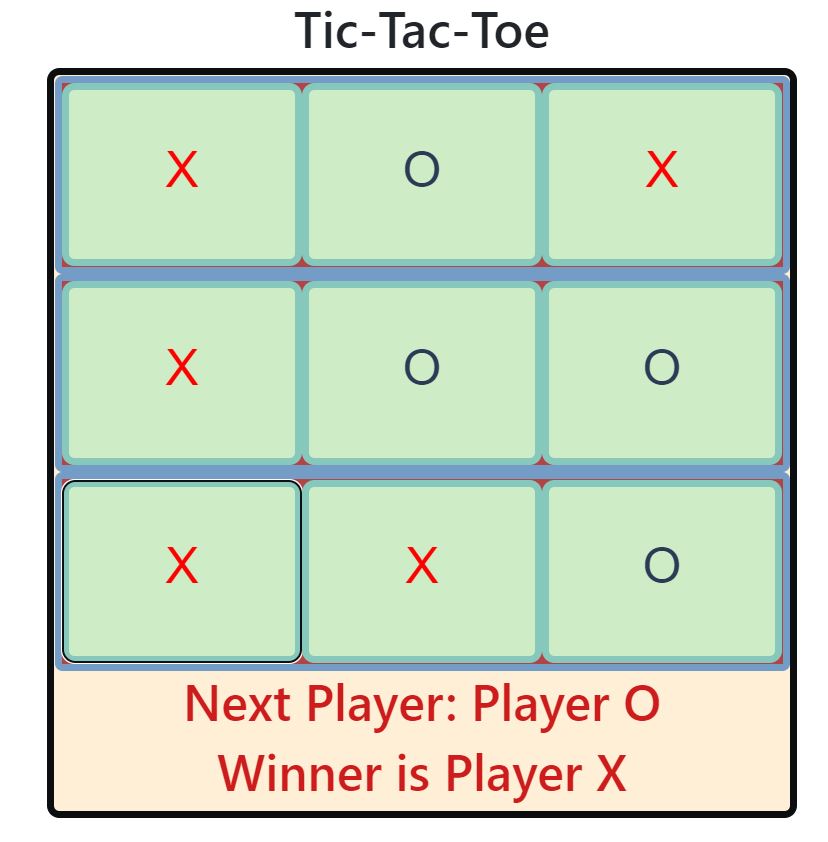 Tic-Tac-Toe
X O X
X O O
X X O
Next Player: Player O
Winner is Player X